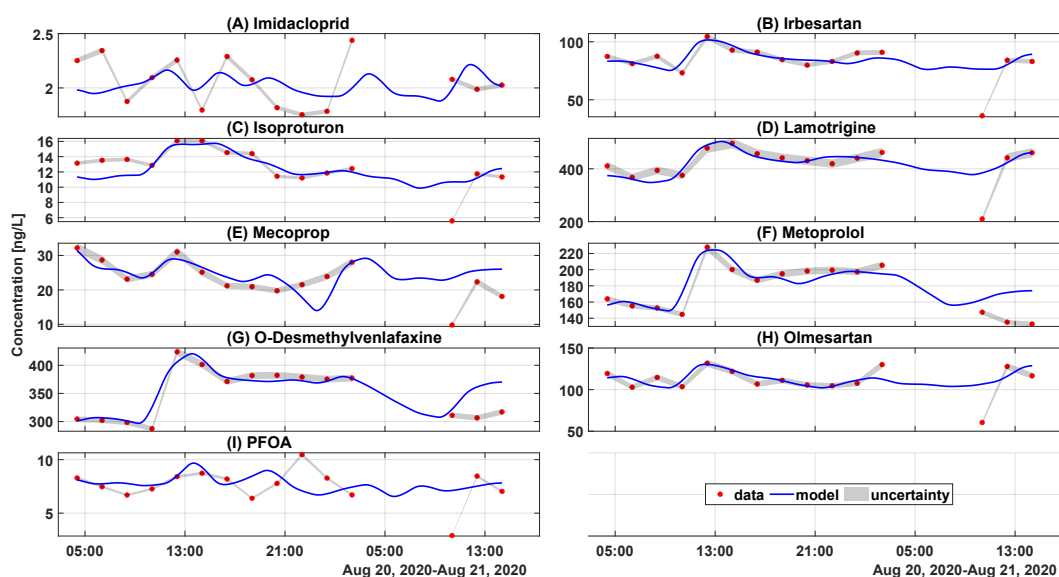 (A) Imidacloprid
2.5
2
(B) Irbesartan
100
50
(C) Isoproturon
16
14
12
10
8
6
(D) Lamotrigine
400
200
(E) Mecoprop
30
20
10
(F) Metoprolol
220
200
180
160
140
(G) O-Desmethylvenlafaxine
400
350
300
(H) Olmesartan
150
100
50
(I) PFOA
10
5
Concentration [ng/L]
data model uncertainty
05:00 13:00 21:00 05:00 13:00
Aug 20, 2020-Aug 21, 2020
05:00 13:00 21:00 05:00 13:00
Aug 20, 2020-Aug 21, 2020